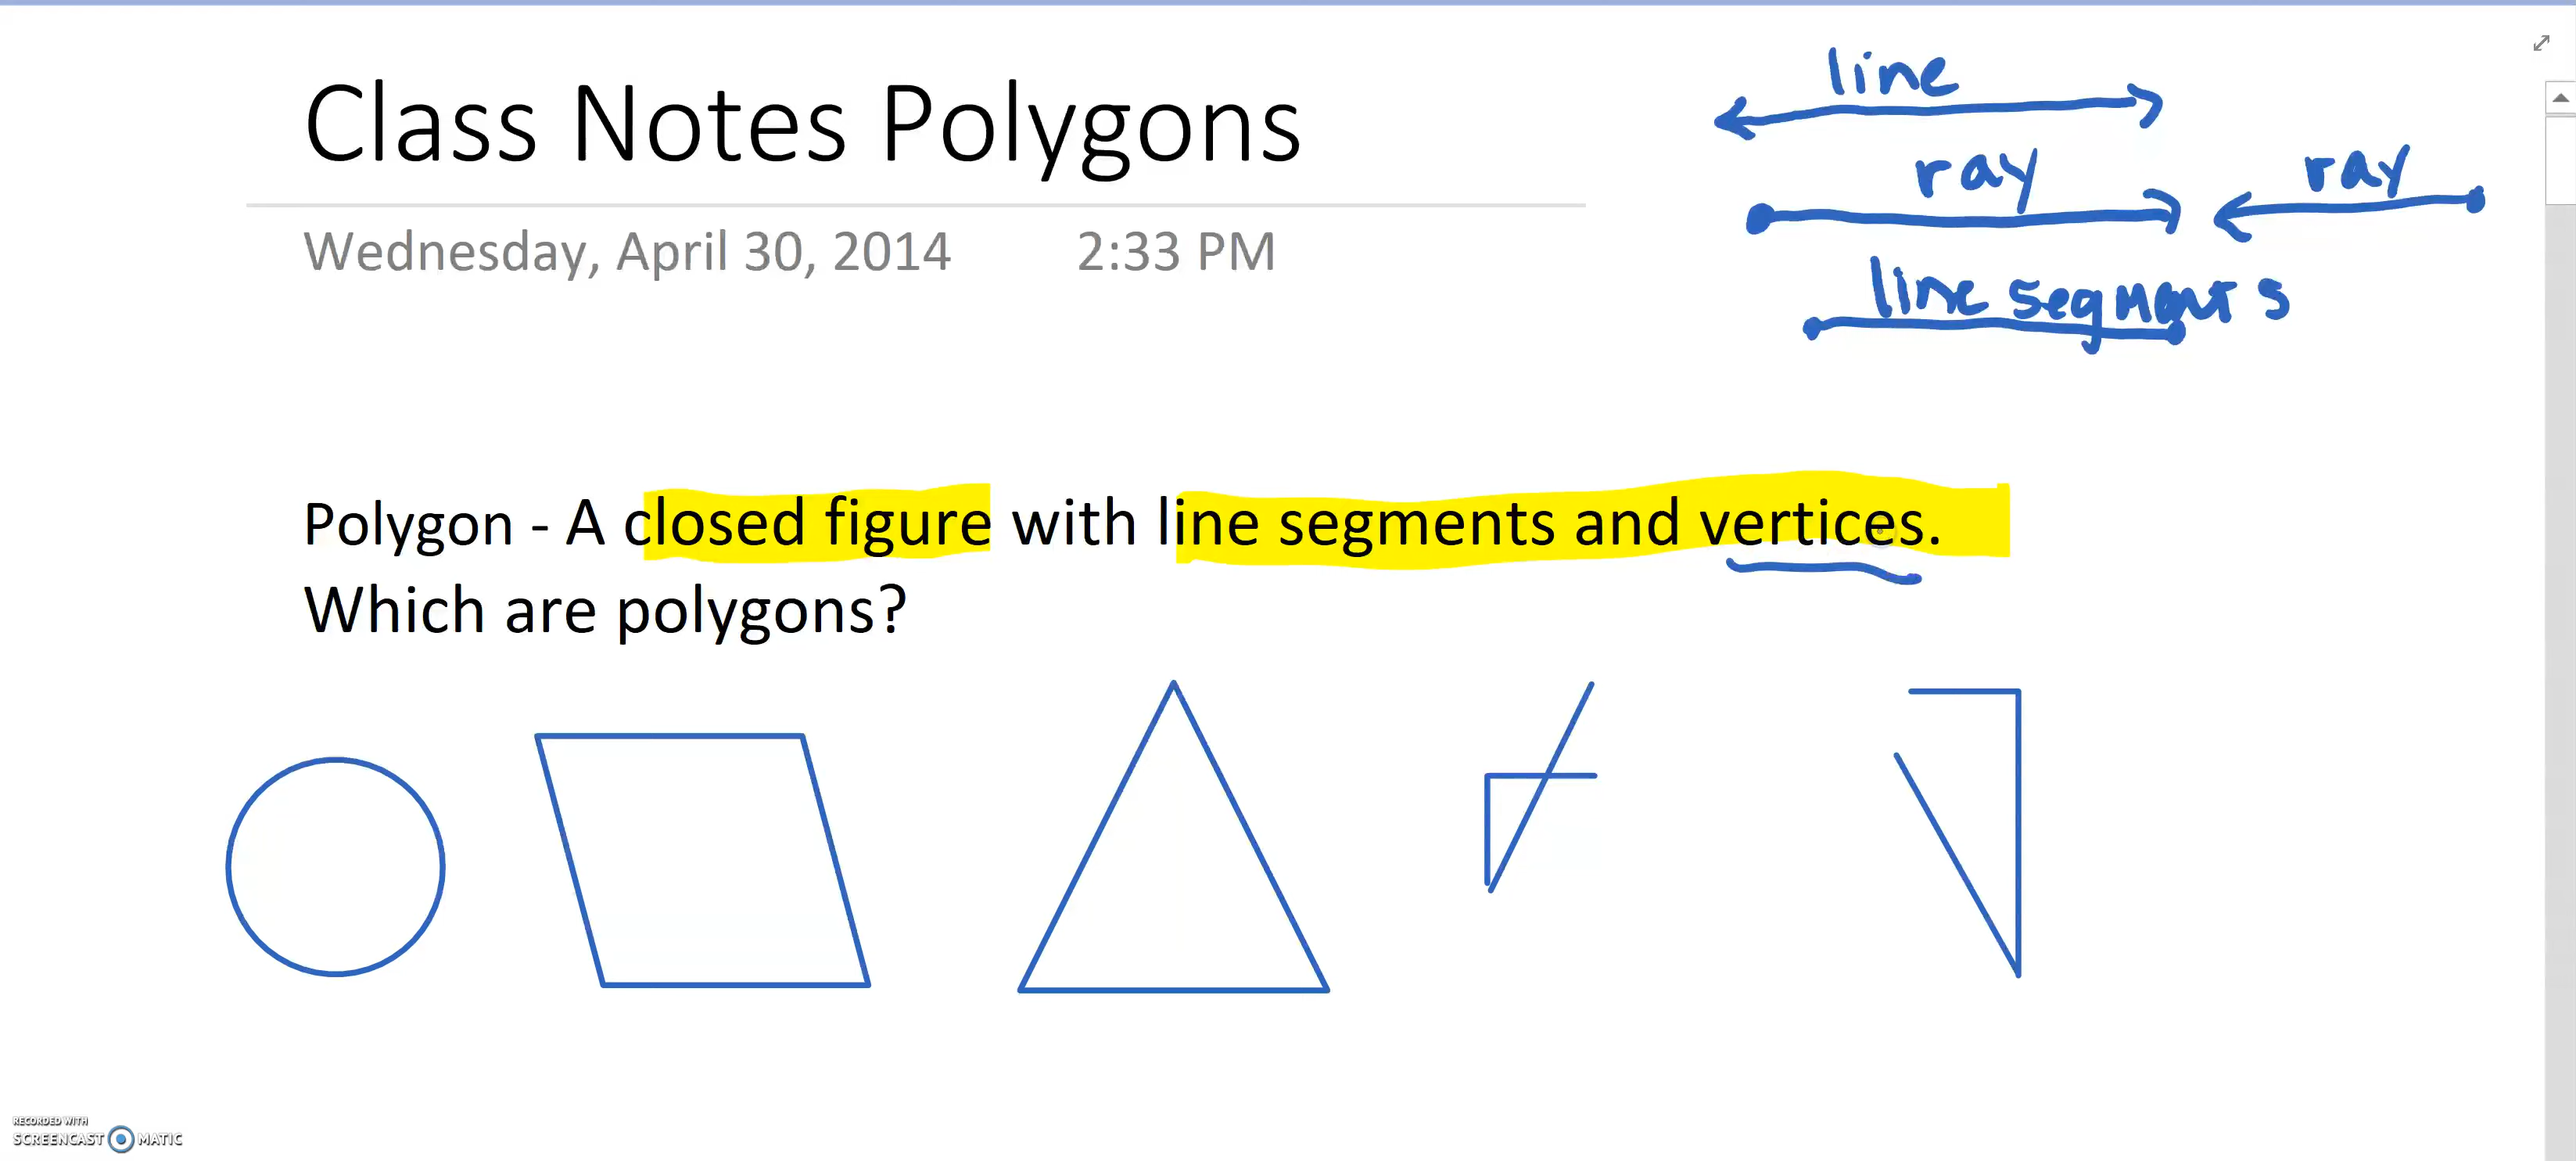 Class Notes Polygons
Wednesday, April 30, 2014 2:33 PM
line
ray
ray
line segments
Polygon - A closed figure with line segments and vertices.
Which are polygons?
RECORDED WITH
SCREENCAST MATIC